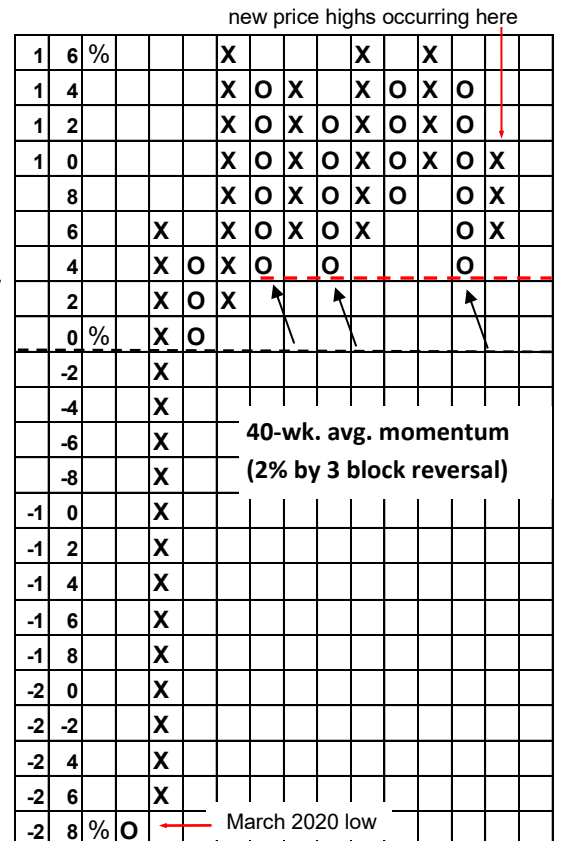 new price highs occurring here
1 6 % X X X
1 4 X O X X O X O
1 2 X O X O X O X O
1 0 X O X O X O X O X
8 X O X O X O O X
6 X X O X O X O X
4 X O X O O O
2 X O X
0 % X O
-2 X
-4 X
-6 X
-8 X
40-wk. avg. momentum
(2% by 3 block reversal)
-1 0 X
-1 2 X
-1 4 X
-1 6 X
-1 8 X
-2 0 X
-2 -2 X
-2 4 X
-2 6 X
-2 8 % O March 2020 low